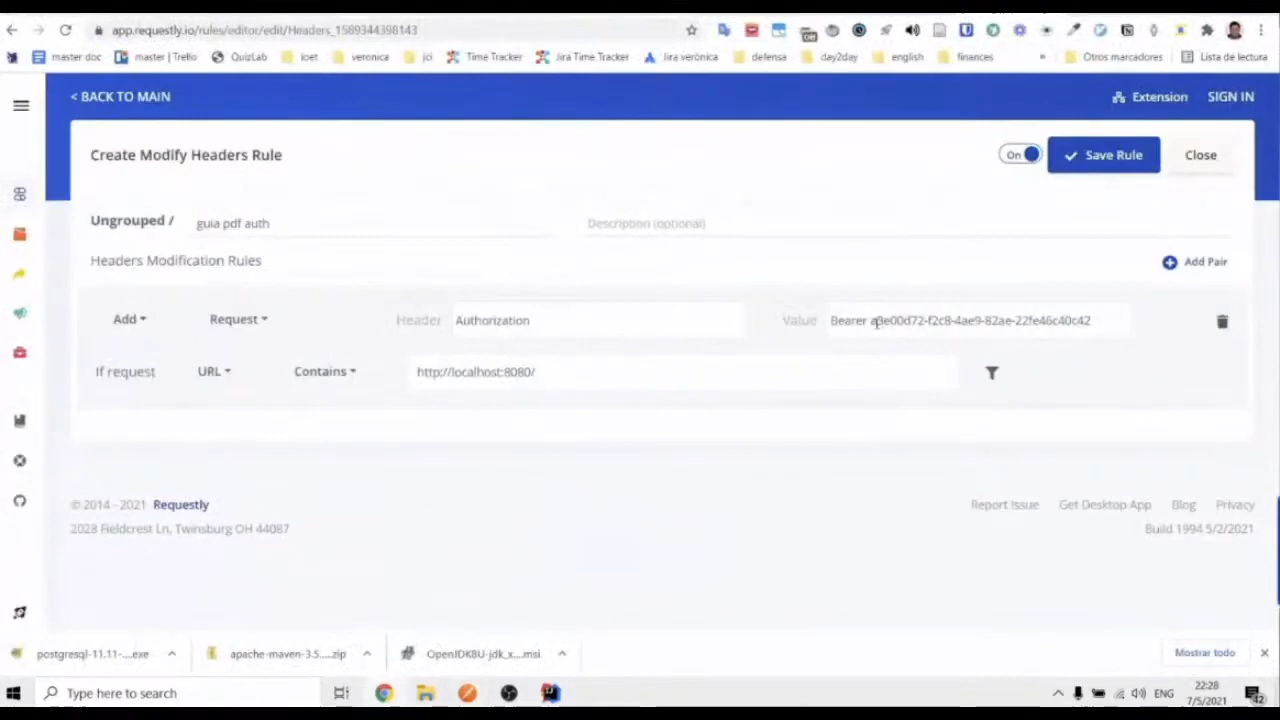 app.requestly.io/rules/editor/edit/Headers_1589344398143
master doc master | Trello QuizLab loet veronica jci Time Tracker Jira Time Tracker Jira verónica defensa day2day english finances » Otros marcadores Lista de lectura
< BACK TO MAIN Extension SIGN IN
Create Modify Headers Rule On Save Rule Close
Ungrouped / guia pdf auth Description (optional)
Headers Modification Rules Add Pair
Add Request Header Authorization Value Bearer a3e00d72-f2c8-4ae9-82ae-22fe46c40c42
If request URL Contains http://localhost:8080/
© 2014 - 2021 Requestly Report Issue Get Desktop App Blog Privacy
2028 Fieldcrest Ln, Twinsburg OH 44087 Build 1994 5/2/2021
postgresql-11.11-....exe apache-maven-3.5....zip OpenJDK8U-jdk_x....msi Mostrar todo
Type here to search ENG 22:28
7/5/2021 42